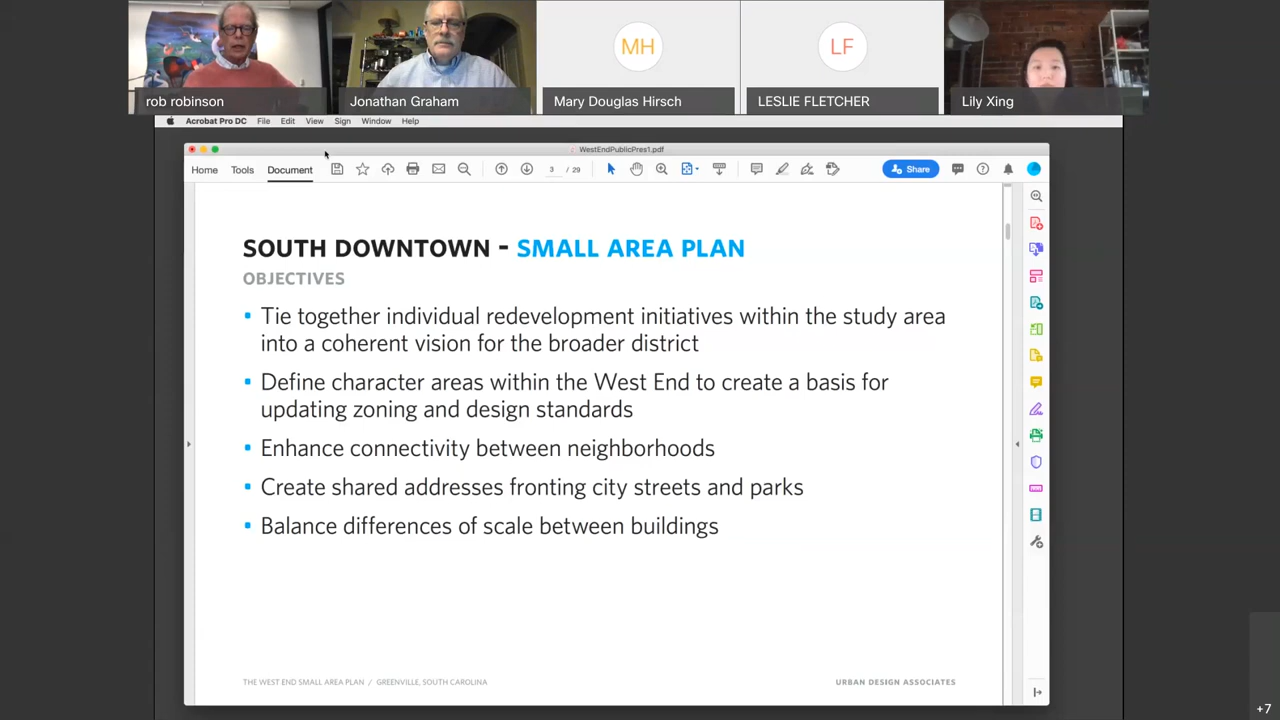 MH
LF
rob robinson
Jonathan Graham
Mary Douglas Hirsch
LESLIE FLETCHER
Lily Xing
Acrobat Pro DC File Edit View Sign Window Help
WestEndPublicPres1.pdf
Home Tools Document 3 / 29 Share
SOUTH DOWNTOWN - SMALL AREA PLAN
OBJECTIVES
• Tie together individual redevelopment initiatives within the study area
into a coherent vision for the broader district
• Define character areas within the West End to create a basis for
updating zoning and design standards
• Enhance connectivity between neighborhoods
• Create shared addresses fronting city streets and parks
• Balance differences of scale between buildings
THE WEST END SMALL AREA PLAN / GREENVILLE, SOUTH CAROLINA
URBAN DESIGN ASSOCIATES
+7